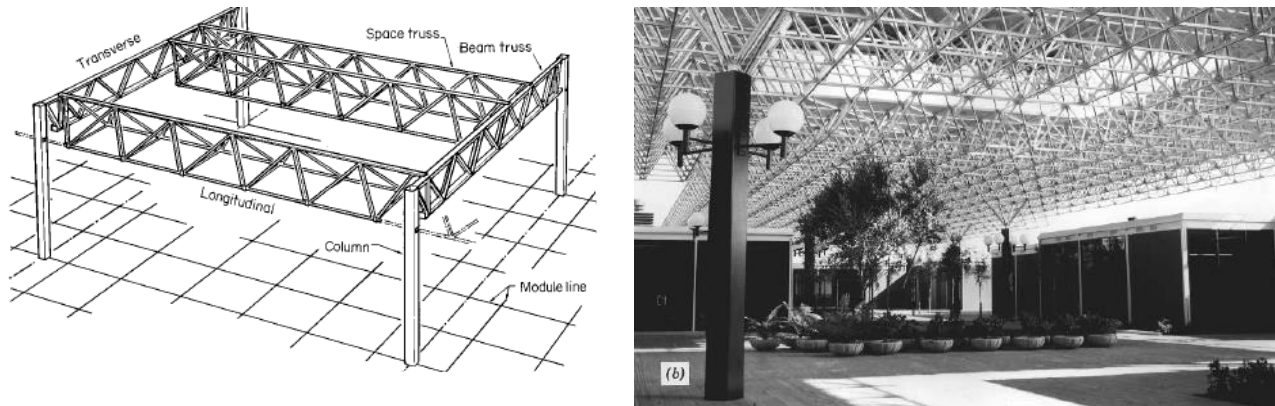 Transverse
Space truss
Beam truss
Longitudinal
Column
Module line
(b)